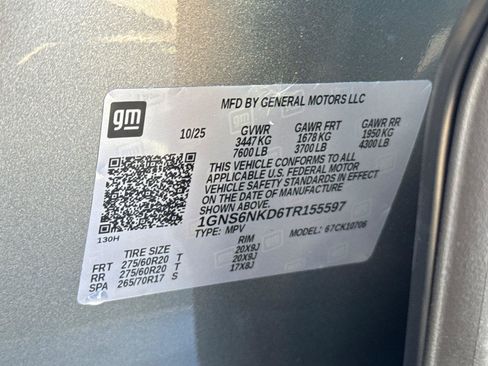 MFD BY GENERAL MOTORS LLC
gm
10/25 GVWR GAWR FRT GAWR RR
3447 KG 1678 KG 1950 KG
7600 LB 3700 LB 4300 LB
THIS VEHICLE CONFORMS TO ALL
APPLICABLE U.S. FEDERAL MOTOR
VEHICLE SAFETY STANDARDS IN EFFECT
ON THE DATE OF MANUFACTURE
SHOWN ABOVE.
1GNS6NKD6TR155597
TYPE: MPV MODEL: 67CK10706
130H
TIRE SIZE RIM
FRT 275/60R20 T 20X9J
RR 275/60R20 T 20X9J
SPA 265/70R17 S 17X8J